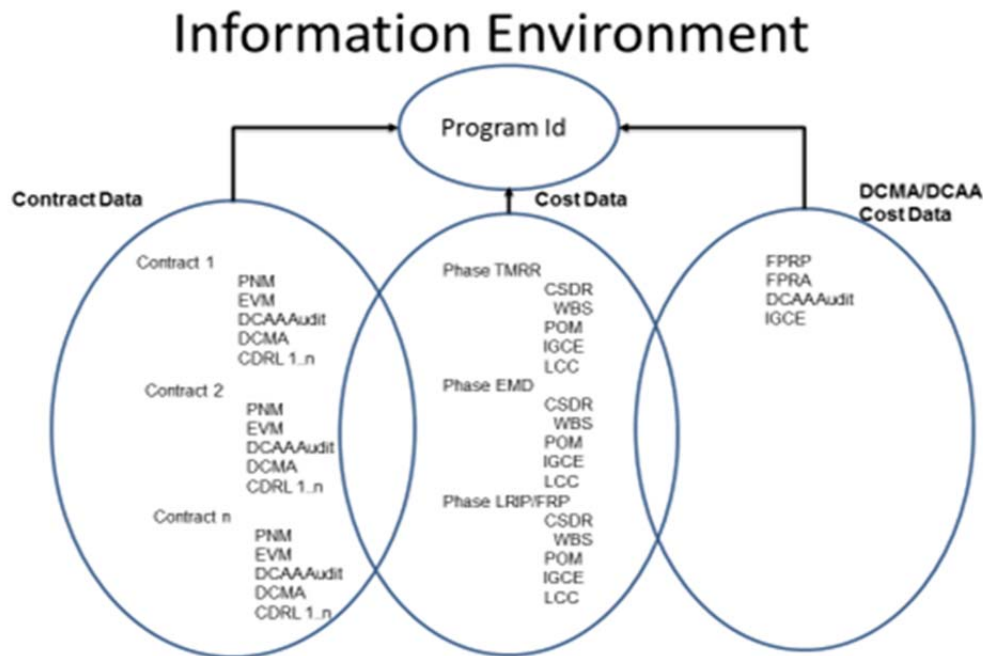 Information Environment
Program Id
Contract Data
Cost Data
DCMA/DCAA
Cost Data
Contract 1
PNM
EVM
DCAAAudit
DCMA
CDRL 1..n
Contract 2
PNM
EVM
DCAAAudit
DCMA
CDRL 1..n
Contract n
PNM
EVM
DCAAAudit
DCMA
CDRL 1..n
Phase TMRR
CSDR
WBS
POM
IGCE
LCC
Phase EMD
CSDR
WBS
POM
IGCE
LCC
Phase LRIP/FRP
CSDR
WBS
POM
IGCE
LCC
FPRP
FPRA
DCAAAudit
IGCE